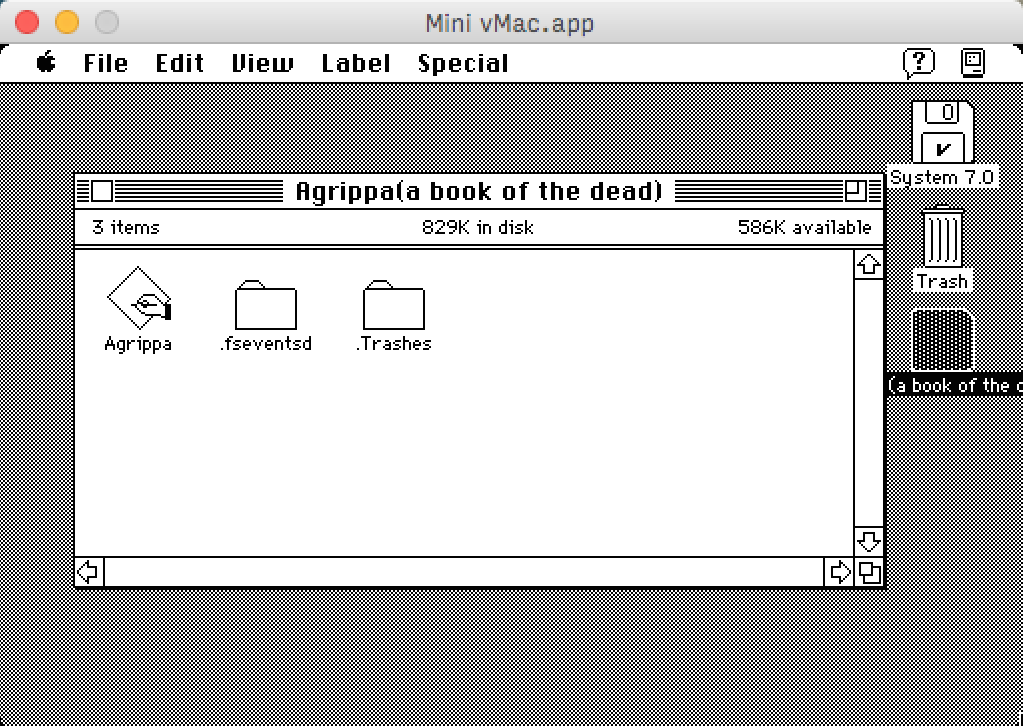 Mini vMac.app
File Edit View Label Special
System 7.0
Agrippa(a book of the dead)
3 items 829K in disk 586K available
Trash
Agrippa .fseventsd .Trashes
(a book of the